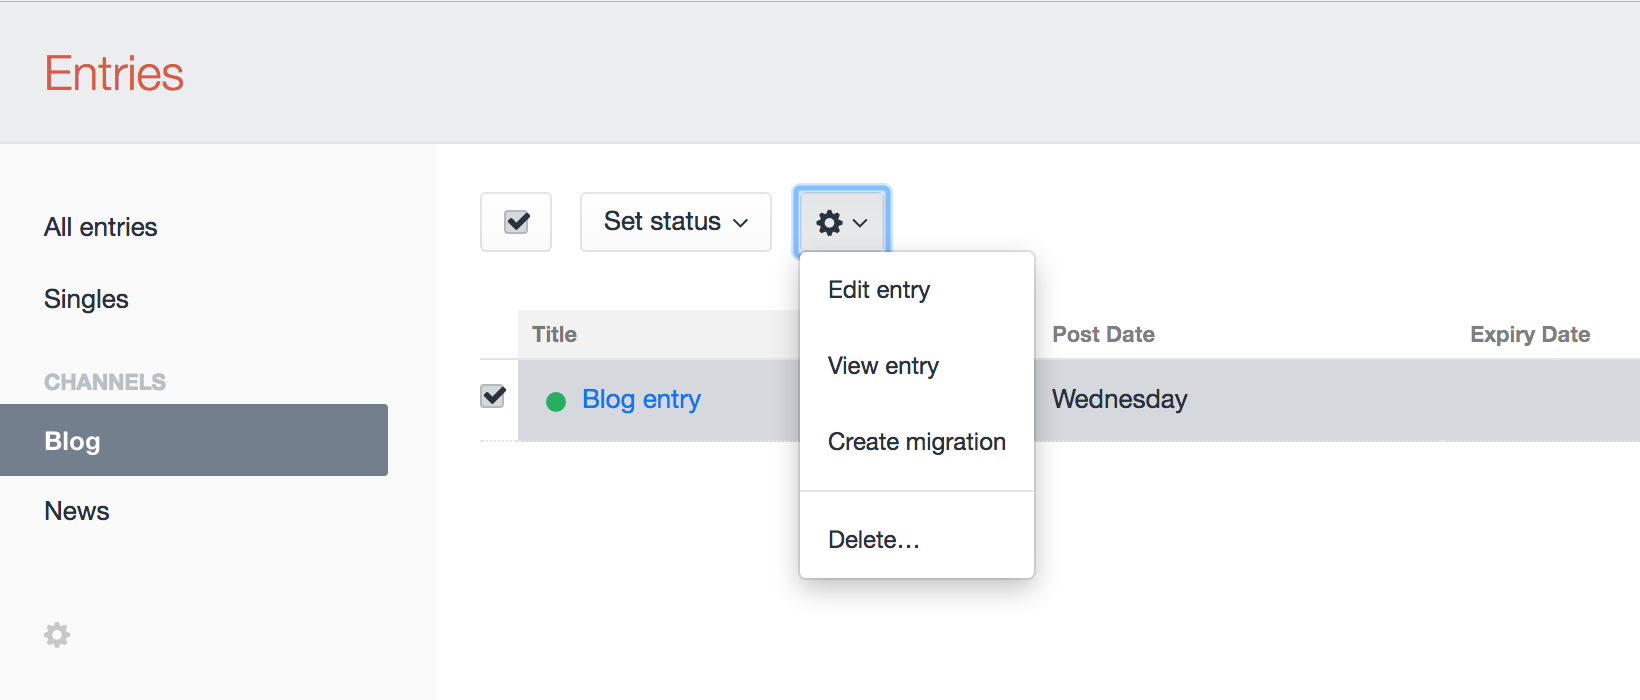 Entries
All entries
Singles
CHANNELS
Blog
News
Set status
Edit entry
View entry
Create migration
Delete…
Title
Post Date
Expiry Date
Blog entry
Wednesday